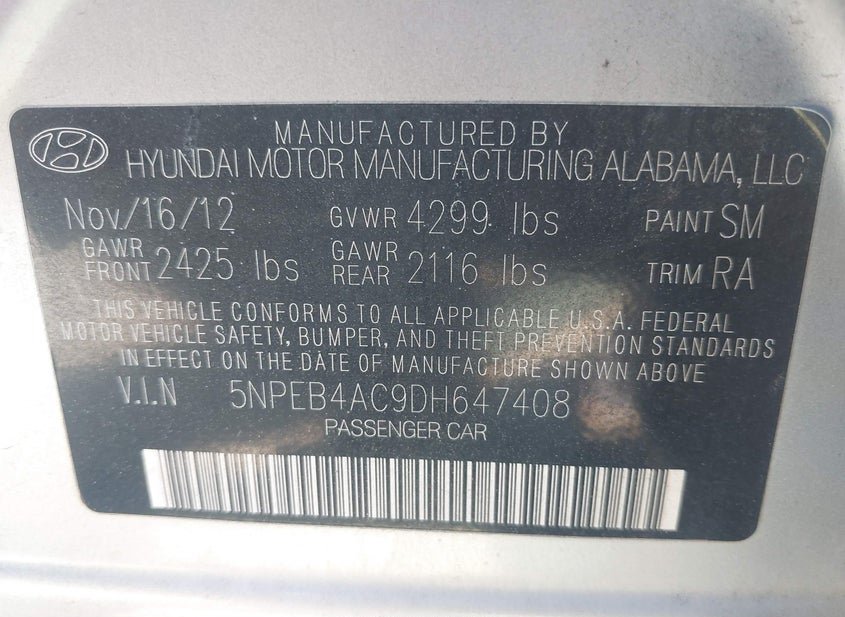 MANUFACTURED BY
HYUNDAI MOTOR MANUFACTURING ALABAMA, LLC
Nov/16/12 GVWR 4299 lbs PAINT SM
GAWR FRONT 2425 lbs GAWR REAR 2116 lbs TRIM RA
THIS VEHICLE CONFORMS TO ALL APPLICABLE U.S.A. FEDERAL
MOTOR VEHICLE SAFETY, BUMPER, AND THEFT PREVENTION STANDARDS
IN EFFECT ON THE DATE OF MANUFACTURE SHOWN ABOVE
V.I.N 5NPEB4AC9DH647408
PASSENGER CAR